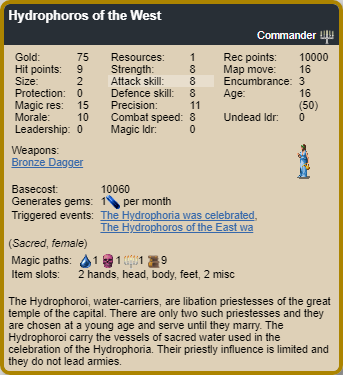 Hydrophoros of the West
Commander
Gold: 75 Resources: 1 Rec points: 10000
Hit points: 9 Strength: 8 Map move: 16
Size: 2 Attack skill: 8 Encumbrance: 3
Protection: 0 Defence skill: 8 Age: 16
Magic res: 15 Precision: 11 (50)
Morale: 10 Combat speed: 8 Undead ldr: 0
Leadership: 0 Magic ldr: 0
Weapons:
Bronze Dagger
Basecost: 10060
Generates gems: 1 per month
Triggered events: The Hydrophoria was celebrated,
The Hydrophoros of the East wa
(Sacred, female)
Magic paths: 1 1 1 9
Item slots: 2 hands, head, body, feet, 2 misc
The Hydrophoroi, water-carriers, are libation priestesses of the great
temple of the capital. There are only two such priestesses and they
are chosen at a young age and serve until they marry. The
Hydrophoroi carry the vessels of sacred water used in the
celebration of the Hydrophoria. Their priestly influence is limited and
they do not lead armies.